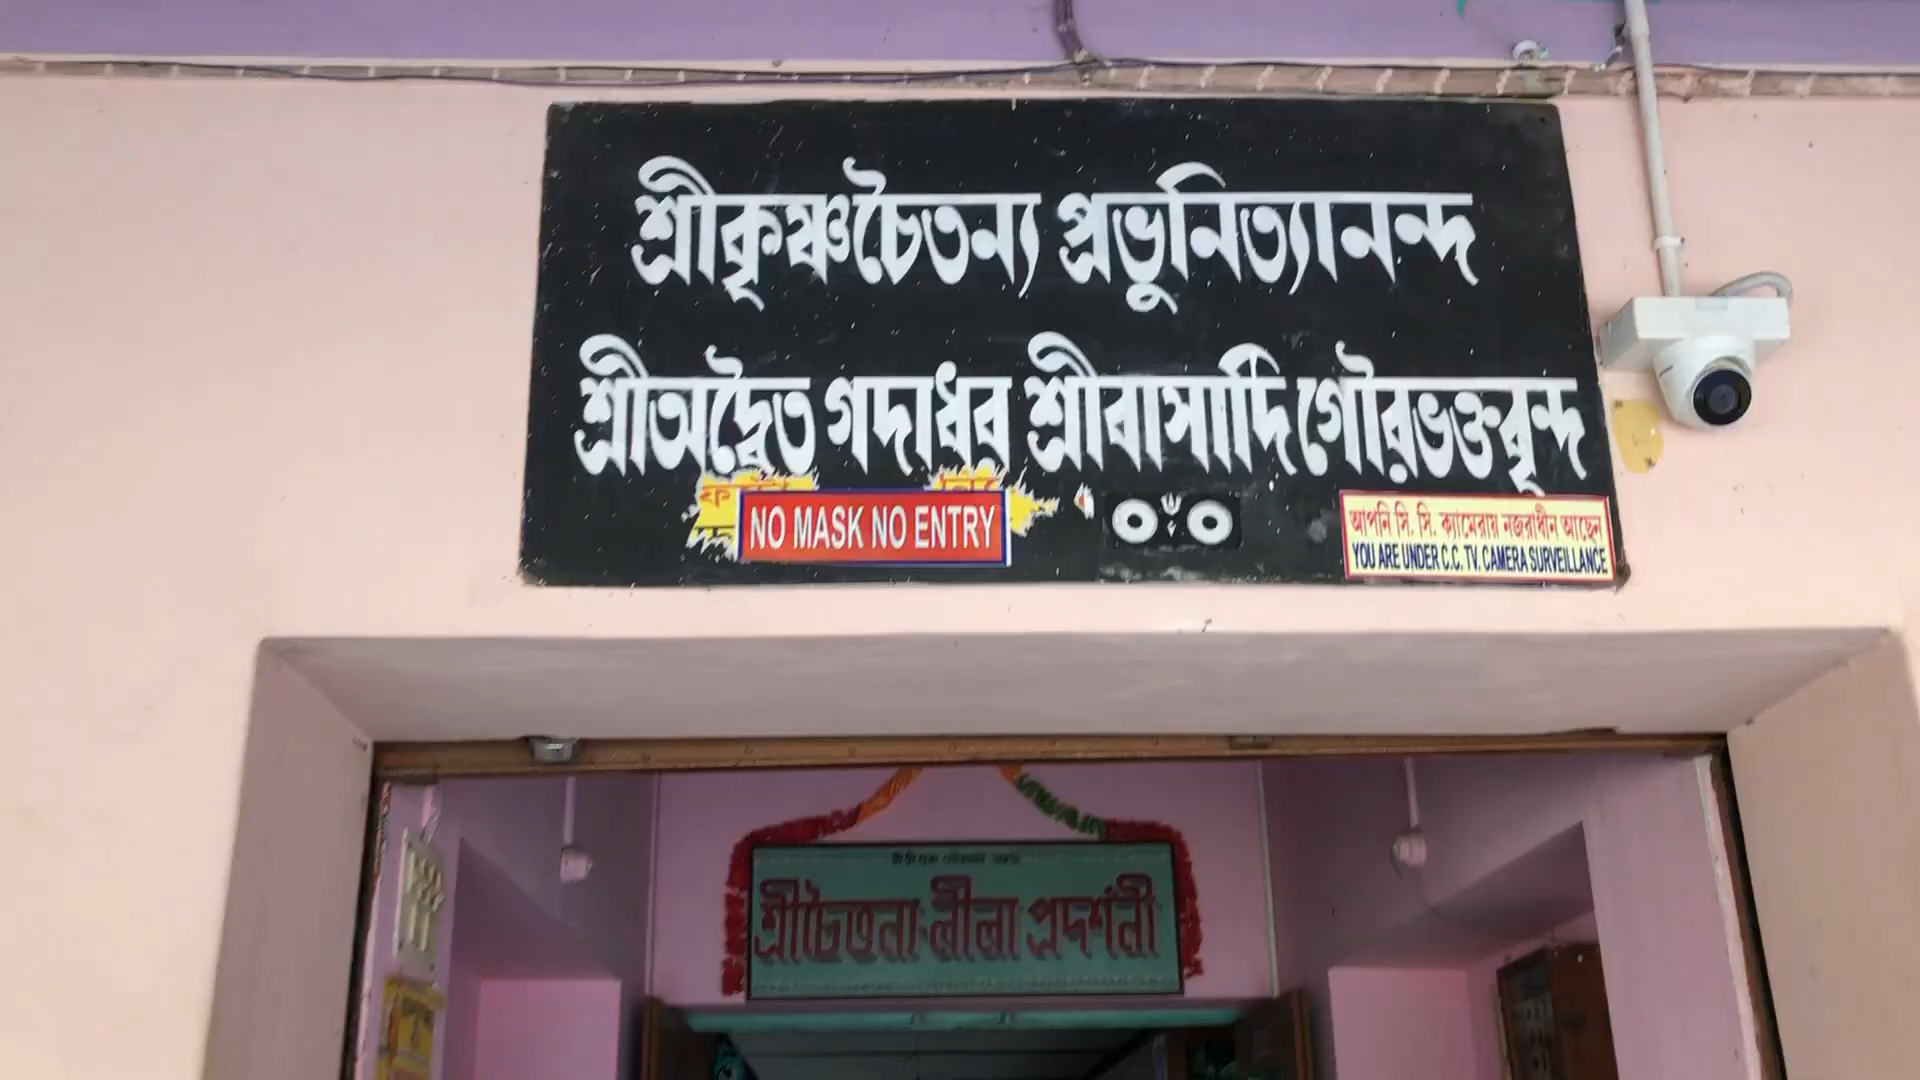 শ্রীকৃষ্ণচৈতন্য প্রভুনিত্যানন্দ
শ্রীঅদ্বৈত গদাধর শ্রীবাসাদি গৌরভক্তবৃন্দ
NO MASK NO ENTRY
আপনি সি. সি. ক্যামেরায় নজরাধীন আছেন
YOU ARE UNDER C.C. TV. CAMERA SURVEILLANCE
শ্রীচৈতন্য-লীলা প্রদর্শনী